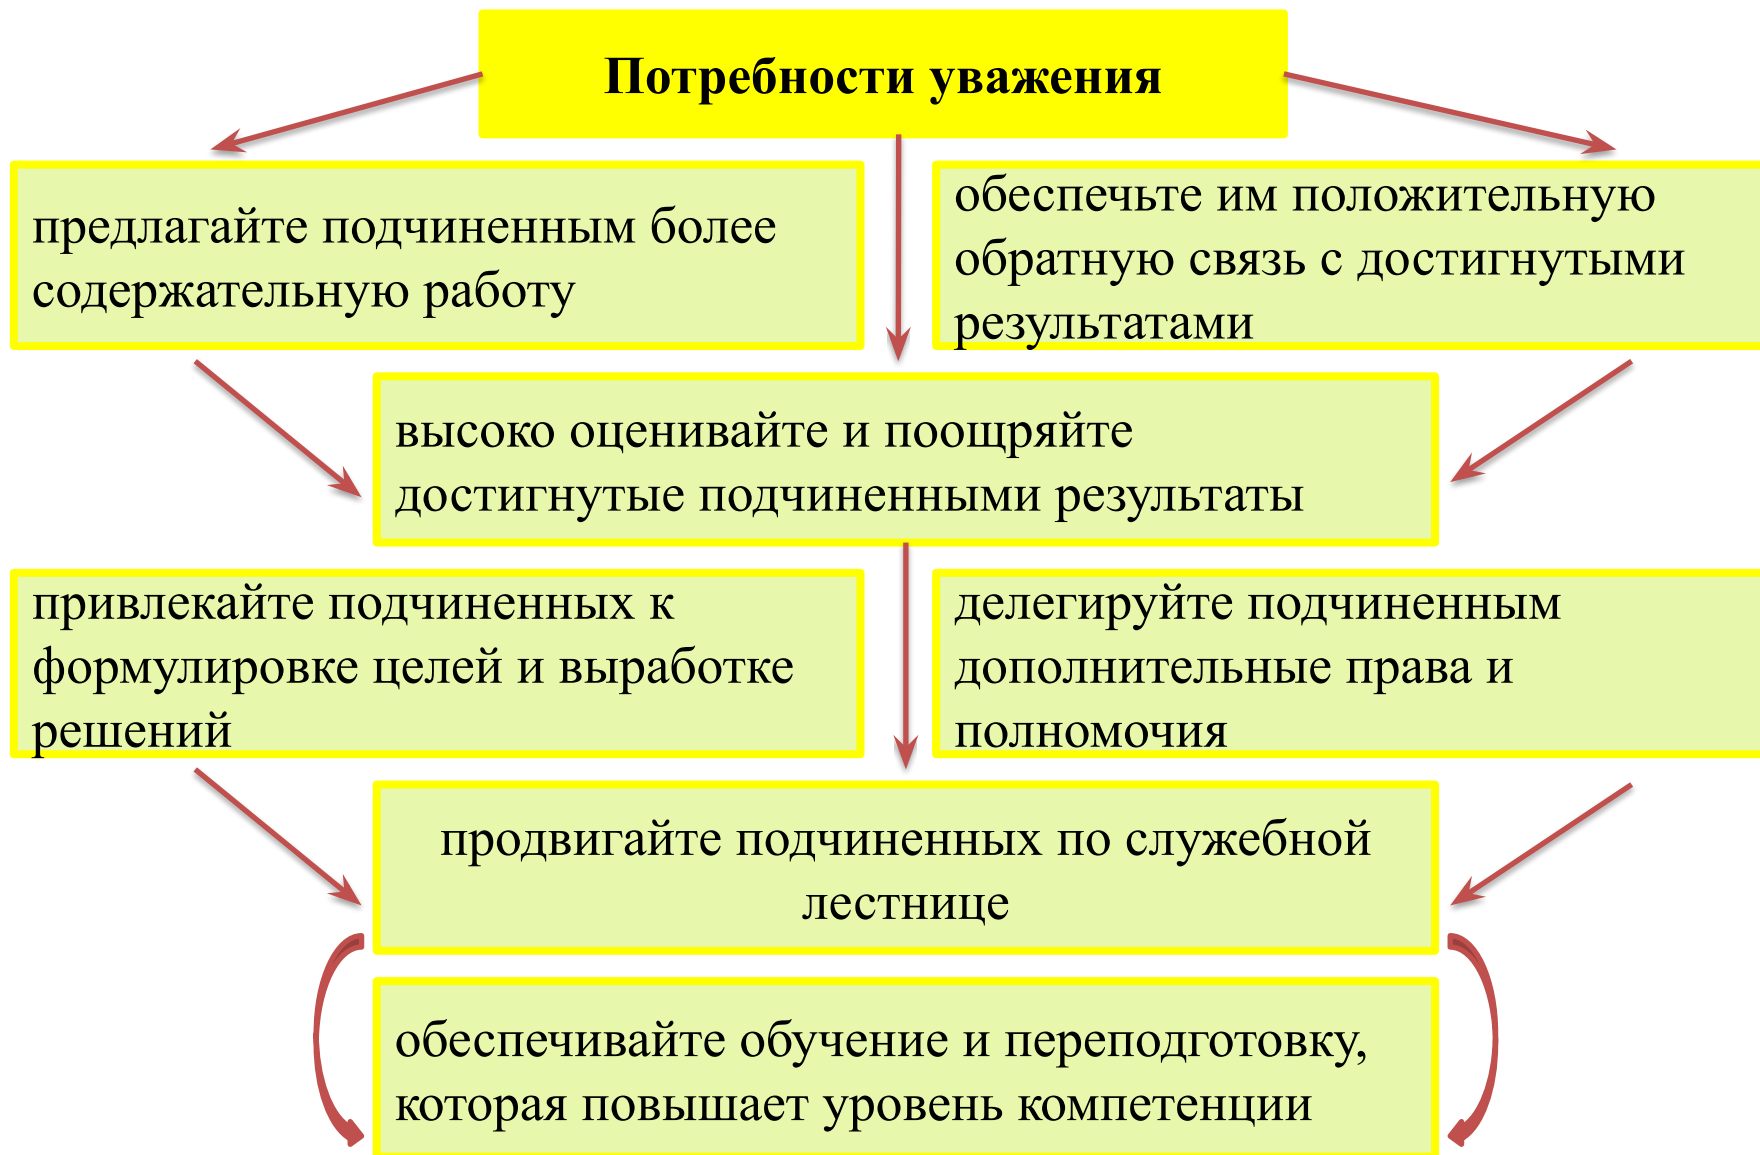 Потребности уважения
предлагайте подчиненным более
содержательную работу
обеспечьте им положительную
обратную связь с достигнутыми
результатами
высоко оценивайте и поощряйте
достигнутые подчиненными результаты
привлекайте подчиненных к
формулировке целей и выработке
решений
делегируйте подчиненным
дополнительные права и
полномочия
продвигайте подчиненных по служебной
лестнице
обеспечивайте обучение и переподготовку,
которая повышает уровень компетенции